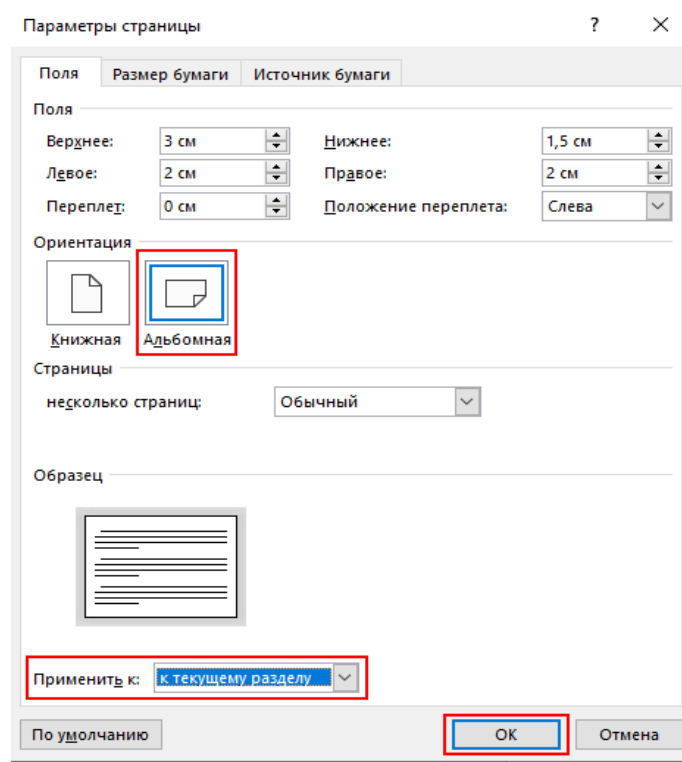 Параметры страницы ? ×
Поля Размер бумаги Источник бумаги
Поля
Верхнее: 3 см Нижнее: 1,5 см
Левое: 2 см Правое: 2 см
Переплет: 0 см Положение переплета: Слева
Ориентация
Книжная Альбомная
Страницы
несколько страниц: Обычный
Образец
Применить к: к текущему разделу
По умолчанию ОК Отмена